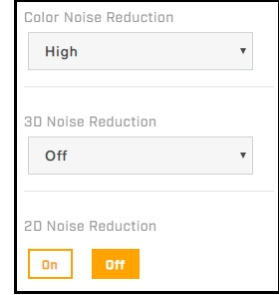 Color Noise Reduction
High
3D Noise Reduction
Off
2D Noise Reduction
On Off